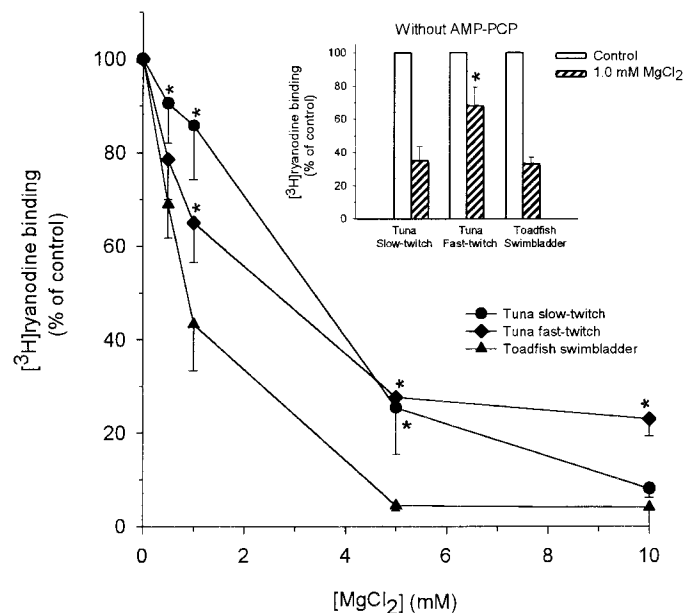 Without AMP-PCP
[³H]ryanodine binding
(% of control)
100
80
60
40
20
0
*
Tuna
Slow-twitch
Tuna
Fast-twitch
Toadfish
Swimbladder
Control
1.0 mM MgCl₂
[³H]ryanodine binding
(% of control)
100
80
60
40
20
0
*
*
*
*
*
*
Tuna slow-twitch
Tuna fast-twitch
Toadfish swimbladder
0
2
4
6
8
10
[MgCl₂] (mM)